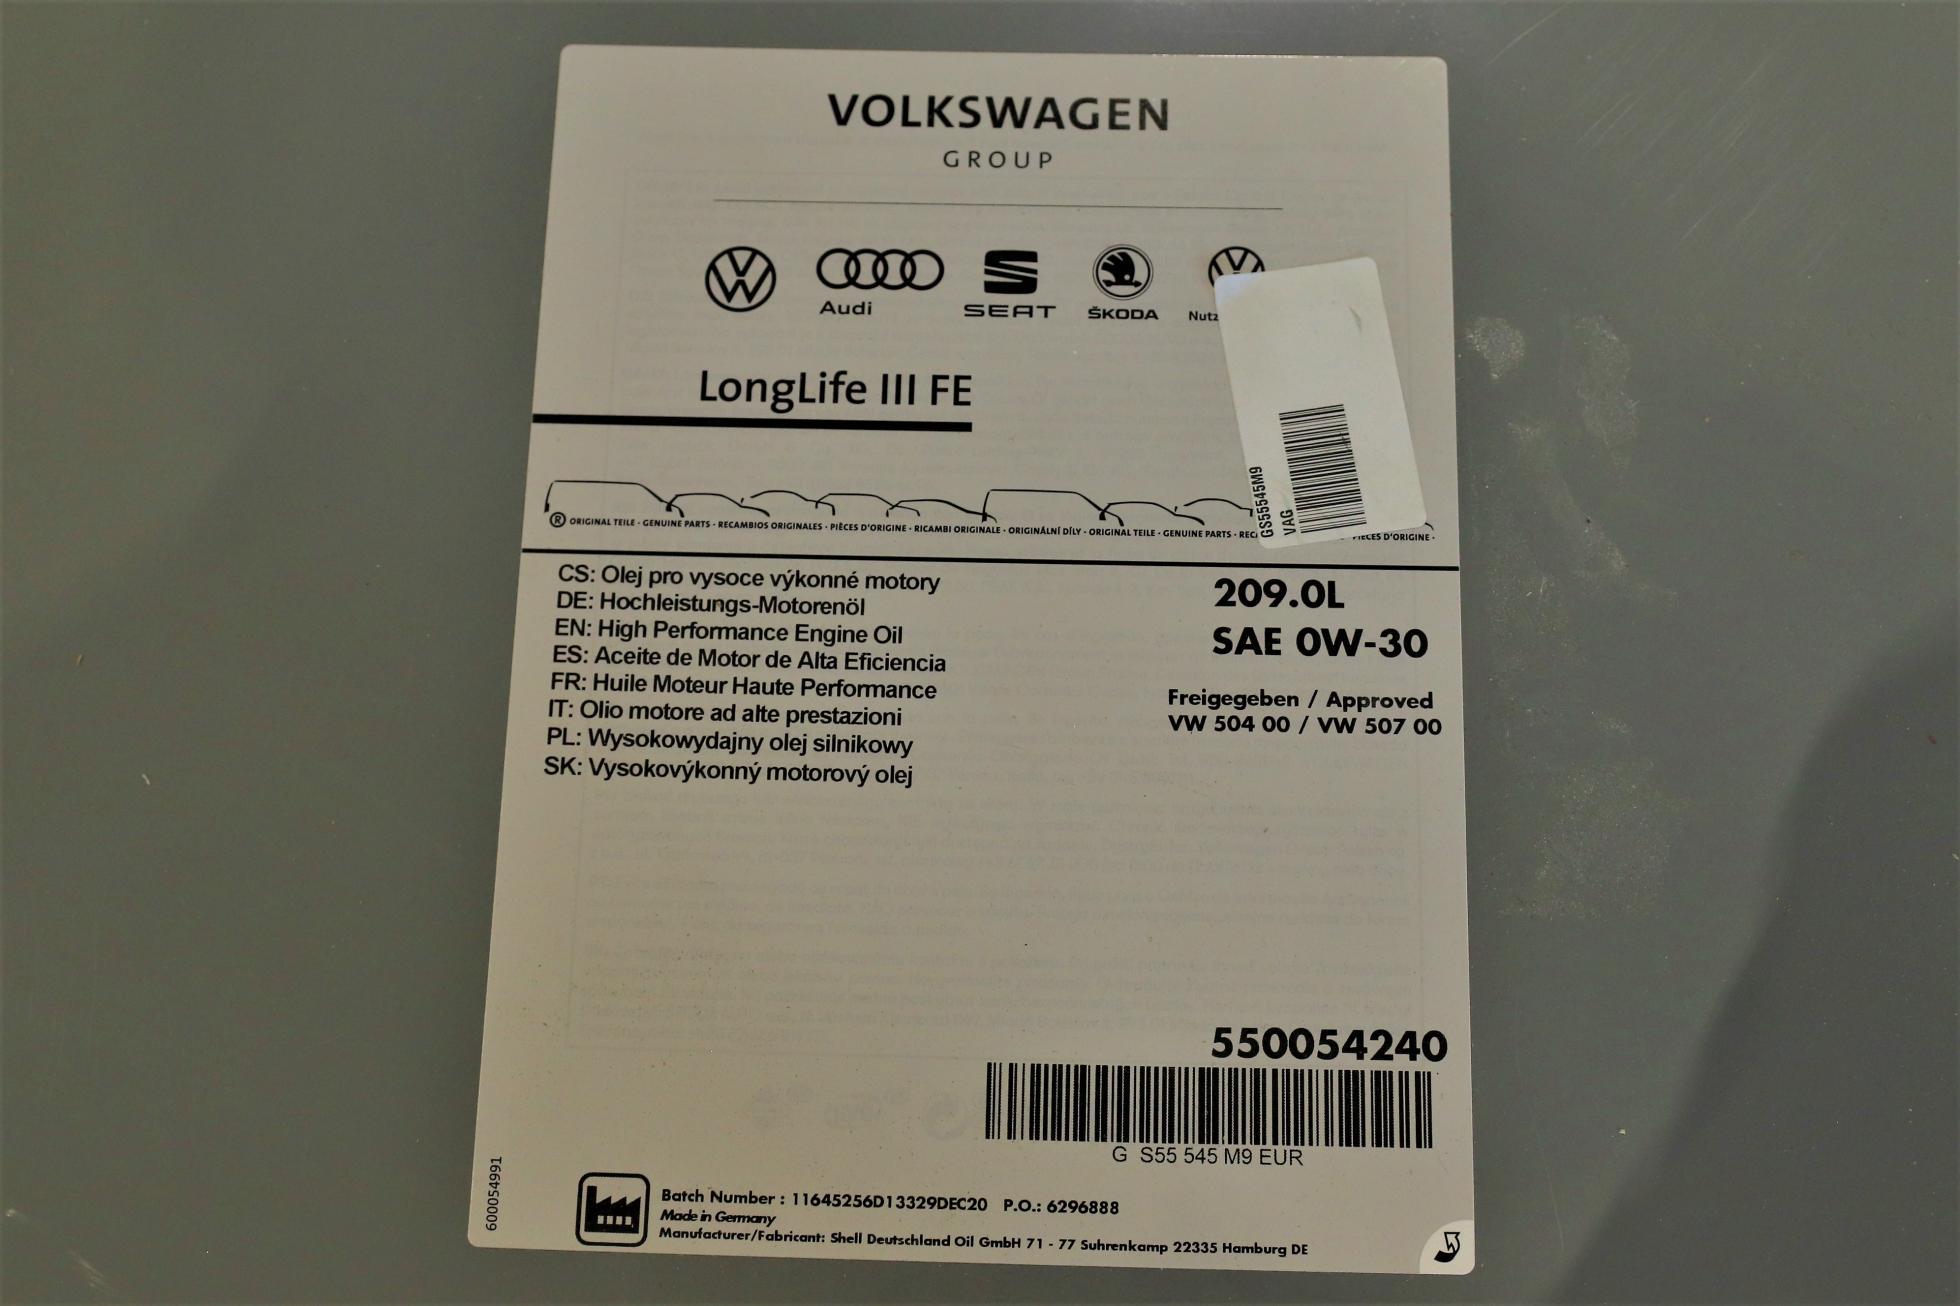 VOLKSWAGEN
GROUP
Audi
SEAT
ŠKODA
Nutz
LongLife III FE
GS55545M9
VAG
® ORIGINAL TEILE · GENUINE PARTS · RECAMBIOS ORIGINALES · PIÈCES D'ORIGINE · RICAMBI ORIGINALE · ORIGINÁLNÍ DÍLY · ORIGINAL TEILE · GENUINE PARTS · REC PIÈCES D'ORIGINE ·
CS: Olej pro vysoce výkonné motory
DE: Hochleistungs-Motorenöl
EN: High Performance Engine Oil
ES: Aceite de Motor de Alta Eficiencia
FR: Huile Moteur Haute Performance
IT: Olio motore ad alte prestazioni
PL: Wysokowydajny olej silnikowy
SK: Vysokovýkonný motorový olej
209.0L
SAE 0W-30
Freigegeben / Approved
VW 504 00 / VW 507 00
550054240
G S55 545 M9 EUR
600054991
Batch Number : 11645256D13329DEC20 P.O.: 6296888
Made in Germany
Manufacturer/Fabricant: Shell Deutschland Oil GmbH 71 - 77 Suhrenkamp 22335 Hamburg DE